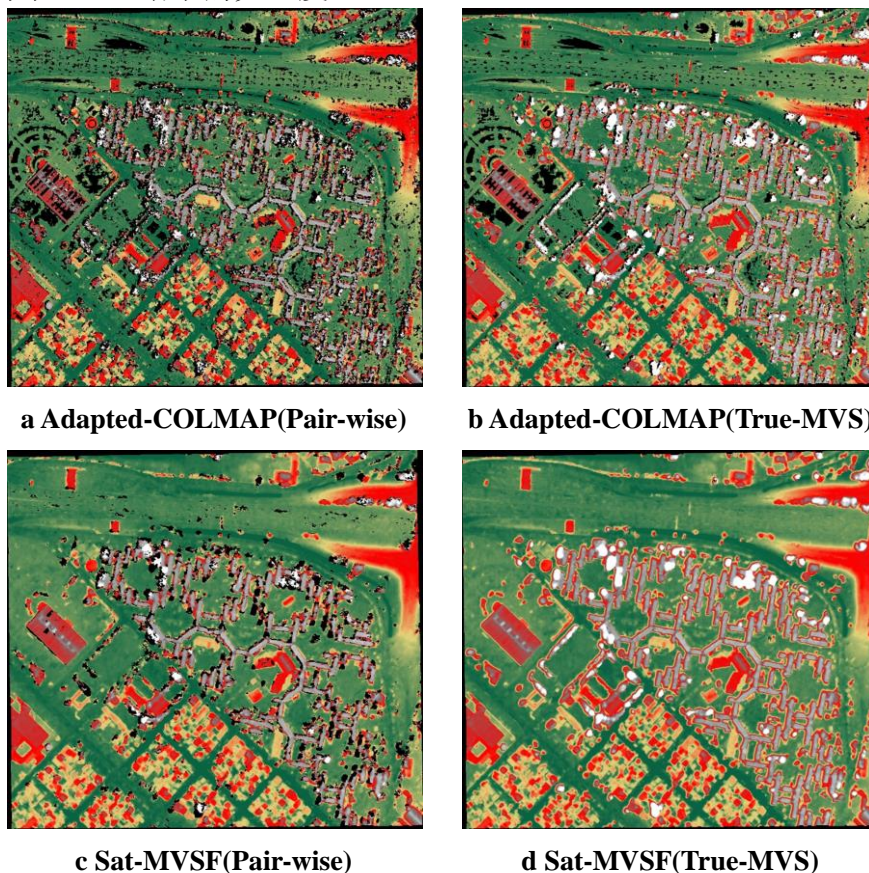 a Adapted-COLMAP(Pair-wise)
b Adapted-COLMAP(True-MVS)
c Sat-MVSF(Pair-wise)
d Sat-MVSF(True-MVS)